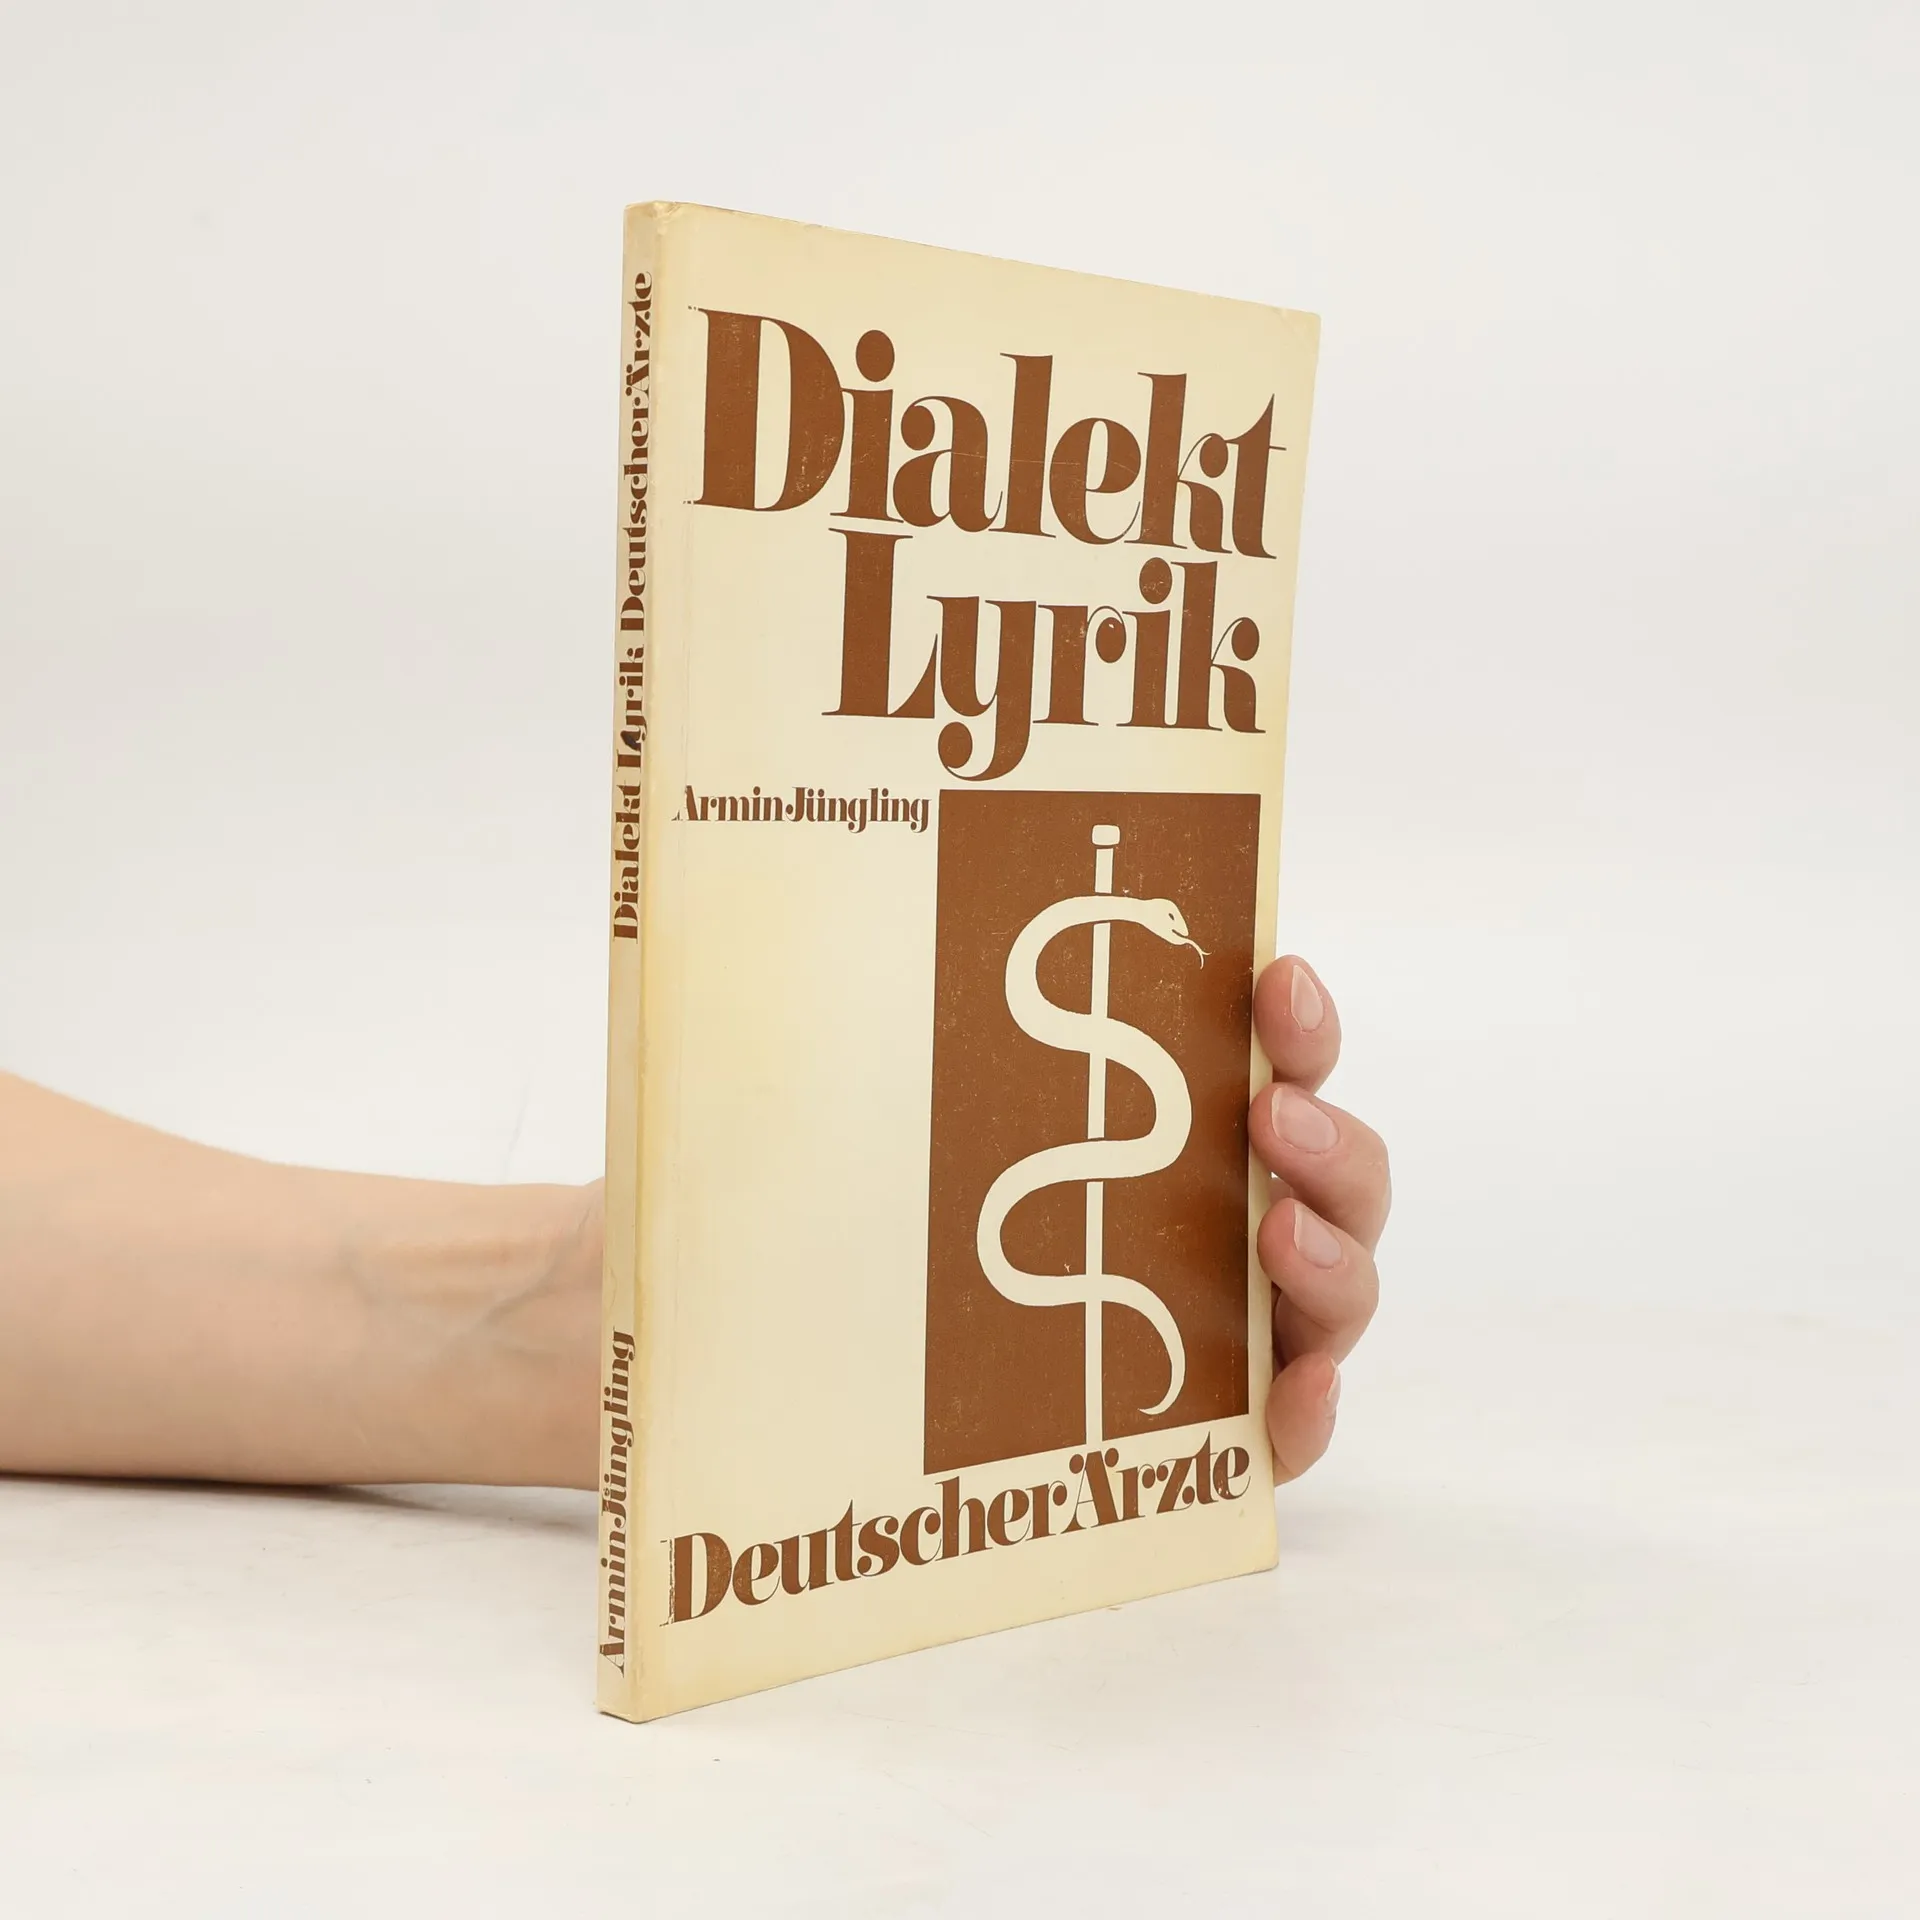 Dialekt Lyrik Deutscher Ärzte
Armin Jüngling
Dialekt
Lyrik
Armin Jüngling
Deutscher Ärzte